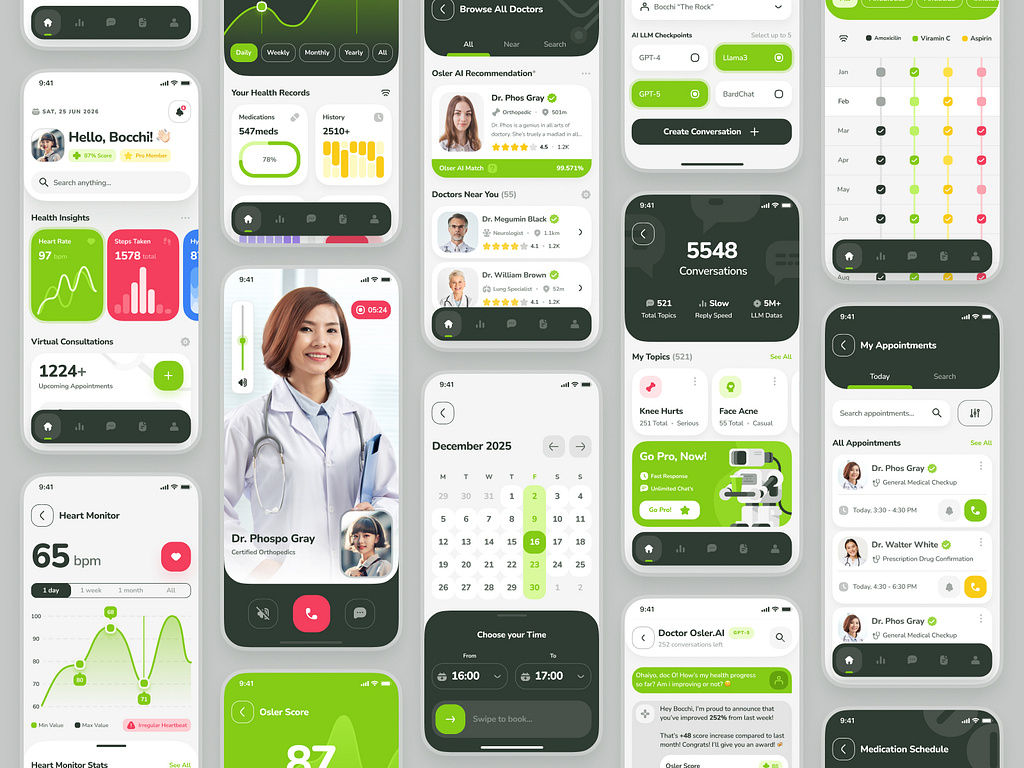 9:41
SAT, 25 JUN 2026
Hello, Bocchi! 👋🏻
87% Score
Pro Member
Search anything...
Health Insights
Heart Rate
97 bpm
Steps Taken
1578 total
Hy
Virtual Consultations
1224+
Upcoming Appointments
9:41
Heart Monitor
65 bpm
1 day
1 week
1 month
All
100
90
80
70
60
68
80
71
Min Value
Max Value
Irregular Heartbeat
Heart Monitor Stats
See All
Daily
Weekly
Monthly
Yearly
All
Your Health Records
Medications
547meds
78%
History
2510+
9:41
05:24
Dr. Phospo Gray
Certified Orthopedics
9:41
Osler Score
87
Browse All Doctors
All
Near
Search
Osler AI Recommendation*
Dr. Phos Gray
Orthopedic
501m
Dr. Phos is a genius in all arts of
doctory. She's truely a madlad in all...
4.5 · 1.2K
Olser AI Match
?
99.571%
Doctors Near You (55)
Dr. Megumin Black
Neurologist
1.1km
4.1 · 1.2K
Dr. William Brown
Lung Specialist
52m
4.1 · 1.2K
9:41
December 2025
M T W T F S S
29 30 31 1 2 3 4
5 6 7 8 9 10 11
12 13 14 15 16 17 18
19 20 21 22 23 24 25
26 27 28 29 30 1 2
Choose your Time
From
To
16:00
17:00
Swipe to book...
Bocchi "The Rock"
AI LLM Checkpoints
Select up to 5
GPT-4
Llama3
GPT-5
BardChat
Create Conversation
9:41
5548
Conversations
521
Total Topics
Slow
Reply Speed
5M+
LLM Datas
My Topics (521)
See All
Knee Hurts
251 Total · Serious
Face Acne
55 Total · Casual
Go Pro, Now!
Fast Response
Unlimited Chat's
Go Pro!
9:41
Doctor Osler.AI
GPT-5
252 conversations left
Ohaiyo, doc O! How's my health progress
so far? Am i improving or not? 🥺
Hey Bocchi, I'm proud to announce that
you've improved 252% from last week!
That's +48 score increase compared to last
month! Congrats! I'll give you an award!
Osler Score
88
Amoxicilin
Vitamin C
Aspirin
Jan
Feb
Mar
Apr
May
Jun
Aug
9:41
My Appointments
Today
Search
Search appointments...
All Appointments
See All
Dr. Phos Gray
General Medical Checkup
Today, 3:30 - 4:30 PM
Dr. Walter White
Prescription Drug Confirmation
Today, 4:30 - 6:30 PM
Dr. Phos Gray
General Medical Checkup
9:41
Medication Schedule